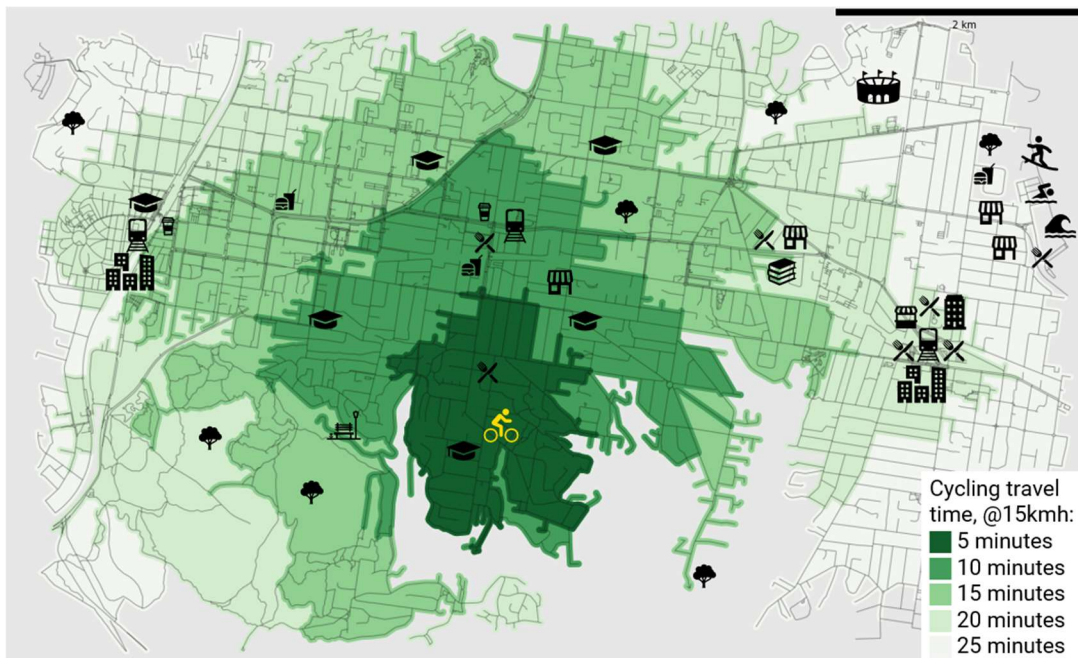 2 km
Cycling travel
time, @15kmh:
5 minutes
10 minutes
15 minutes
20 minutes
25 minutes